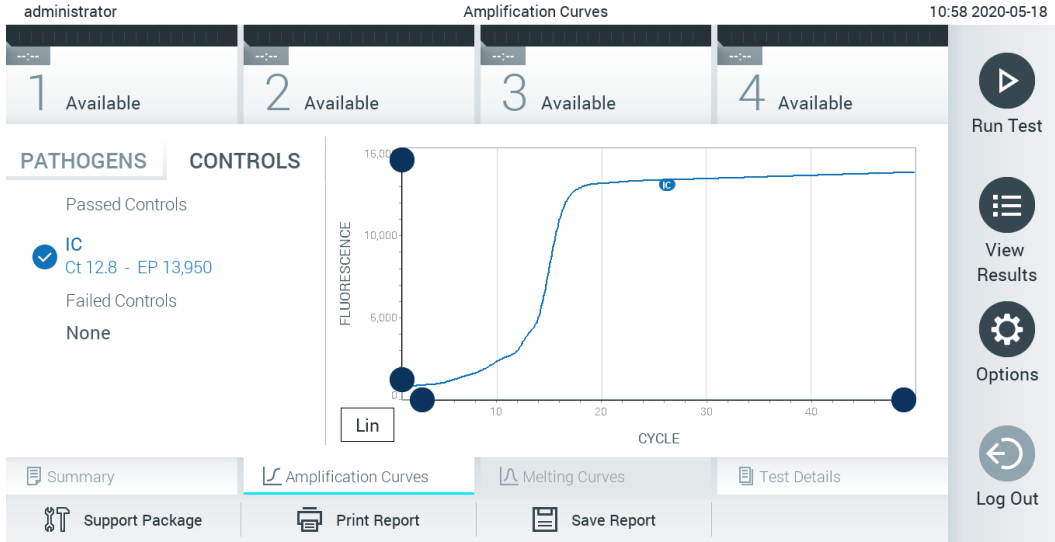 administrator
Amplification Curves
10:58 2020-05-18
--:--
1 Available
--:--
2 Available
--:--
3 Available
--:--
4 Available
Run Test
View
Results
Options
Log Out
PATHOGENS
CONTROLS
Passed Controls
IC
Ct 12.8 - EP 13,950
Failed Controls
None
FLUORESCENCE
10,000
5,000
0
IC
10
20
30
40
CYCLE
Lin
Summary
Amplification Curves
Melting Curves
Test Details
Support Package
Print Report
Save Report